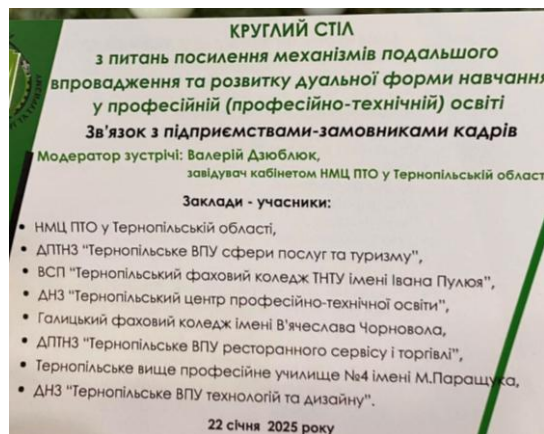 КРУГЛИЙ СТІЛ
з питань посилення механізмів подальшого
впровадження та розвитку дуальної форми навчання
у професійній (професійно-технічній) освіті
Зв'язок з підприємствами-замовниками кадрів
Модератор зустрічі: Валерій Дзюблюк,
завідувач кабінетом НМЦ ПТО у Тернопільській област
Заклади - учасники:
• НМЦ ПТО у Тернопільській області,
• ДПТНЗ "Тернопільське ВПУ сфери послуг та туризму",
• ВСП "Тернопільський фаховий коледж ТНТУ імені Івана Пулюя",
• ДНЗ "Тернопільський центр професійно-технічної освіти",
• Галицький фаховий коледж імені В'ячеслава Чорновола,
• ДПТНЗ "Тернопільське ВПУ ресторанного сервісу і торгівлі",
• Тернопільське вище професійне училище №4 імені М.Паращука,
• ДНЗ "Тернопільське ВПУ технологій та дизайну".
22 січня 2025 року